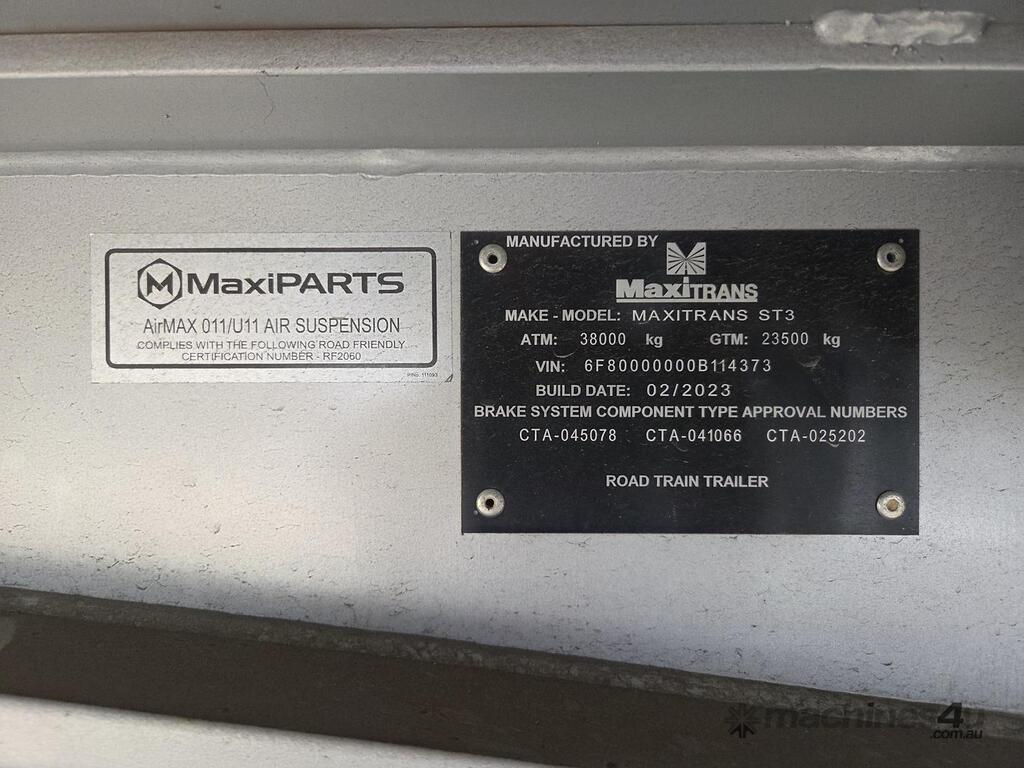 MaxiPARTS
AirMAX 011/U11 AIR SUSPENSION
COMPLIES WITH THE FOLLOWING ROAD FRIENDLY
CERTIFICATION NUMBER - RF2060
P/No. 111093
MANUFACTURED BY
MaxiTRANS
MAKE - MODEL: MAXITRANS ST3
ATM: 38000 kg GTM: 23500 kg
VIN: 6F80000000B114373
BUILD DATE: 02/2023
BRAKE SYSTEM COMPONENT TYPE APPROVAL NUMBERS
CTA-045078 CTA-041066 CTA-025202
ROAD TRAIN TRAILER
machines4u
.com.au